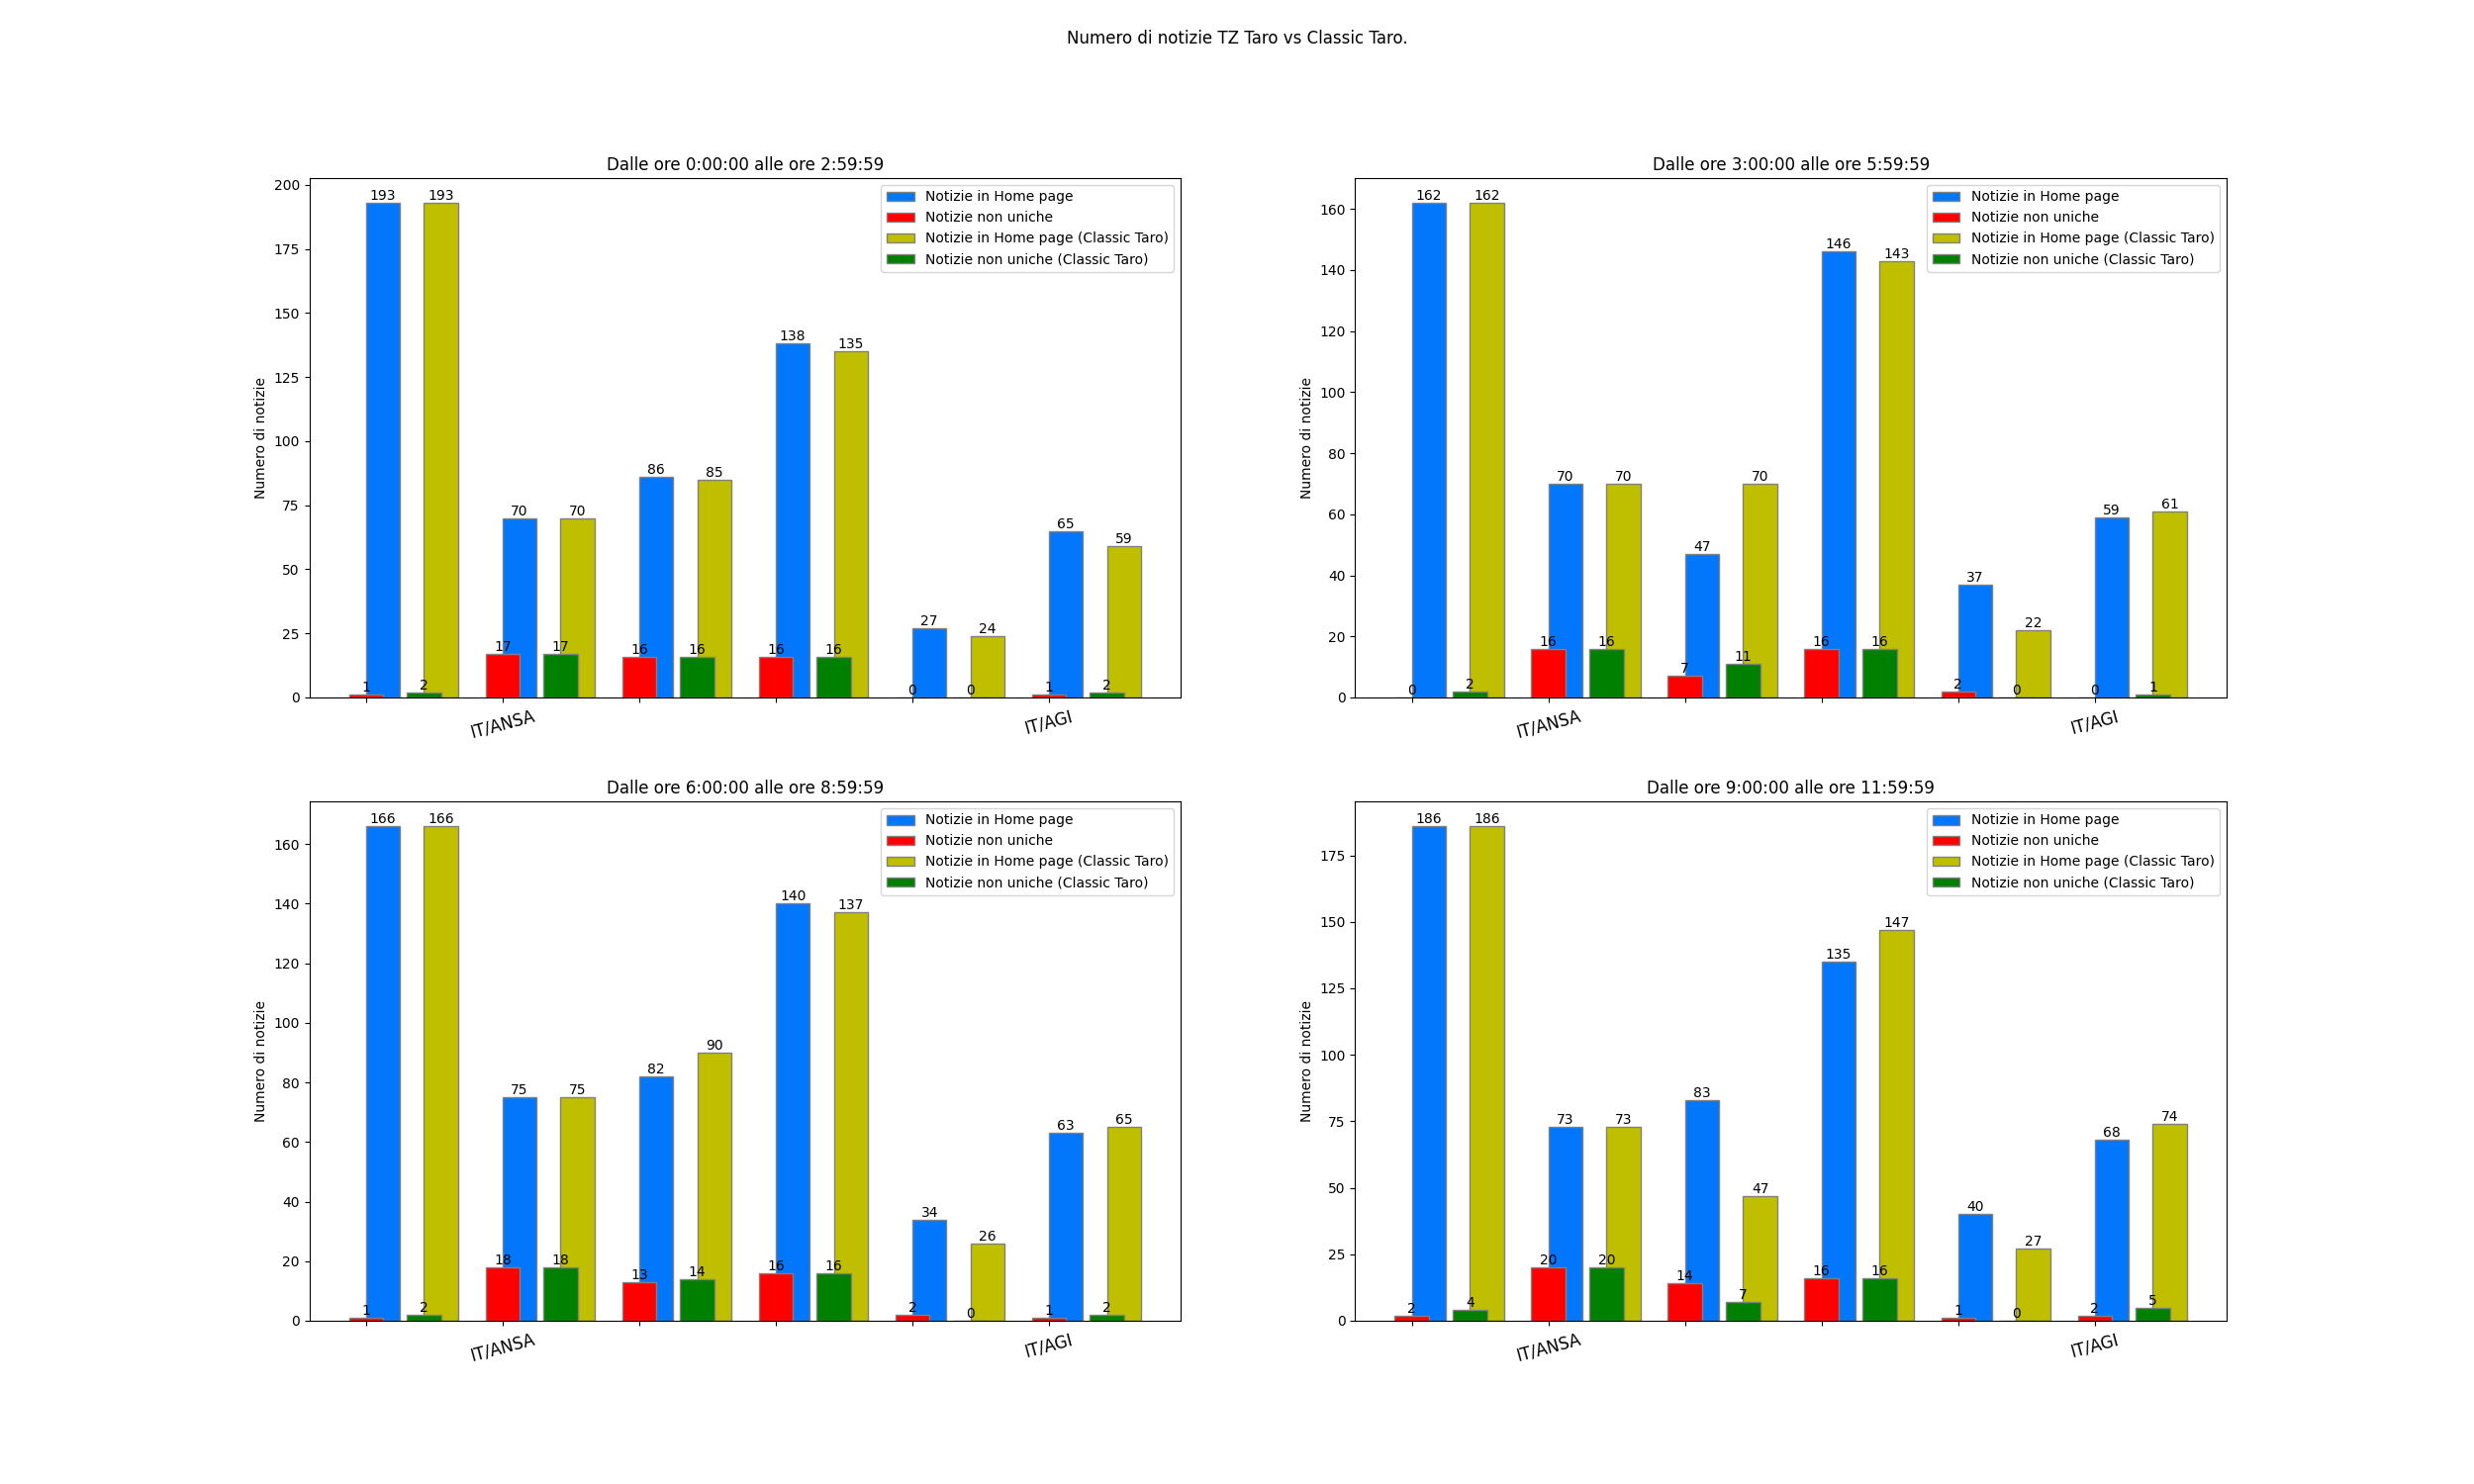 Numero di notizie TZ Taro vs Classic Taro.
Dalle ore 0:00:00 alle ore 2:59:59
Numero di notizie
200
175
150
125
100
75
50
25
0
Notizie in Home page
Notizie non uniche
Notizie in Home page (Classic Taro)
Notizie non uniche (Classic Taro)
193 193
70 70
86 85
138 135
27 24
65 59
1 2 17 17 16 16 16 16 0 0 1 2
IT/ANSA IT/AGI
Dalle ore 3:00:00 alle ore 5:59:59
Numero di notizie
160
140
120
100
80
60
40
20
0
Notizie in Home page
Notizie non uniche
Notizie in Home page (Classic Taro)
Notizie non uniche (Classic Taro)
162 162
70 70
47 70
146 143
37 22
59 61
0 2 16 16 7 11 16 16 2 0 0 1
IT/ANSA IT/AGI
Dalle ore 6:00:00 alle ore 8:59:59
Numero di notizie
160
140
120
100
80
60
40
20
0
Notizie in Home page
Notizie non uniche
Notizie in Home page (Classic Taro)
Notizie non uniche (Classic Taro)
166 166
75 75
82 90
140 137
34 26
63 65
1 2 18 18 13 14 16 16 2 0 1 2
IT/ANSA IT/AGI
Dalle ore 9:00:00 alle ore 11:59:59
Numero di notizie
175
150
125
100
75
50
25
0
Notizie in Home page
Notizie non uniche
Notizie in Home page (Classic Taro)
Notizie non uniche (Classic Taro)
186 186
73 73
83 47
135 147
40 27
68 74
2 4 20 20 14 7 16 16 1 0 2 5
IT/ANSA IT/AGI